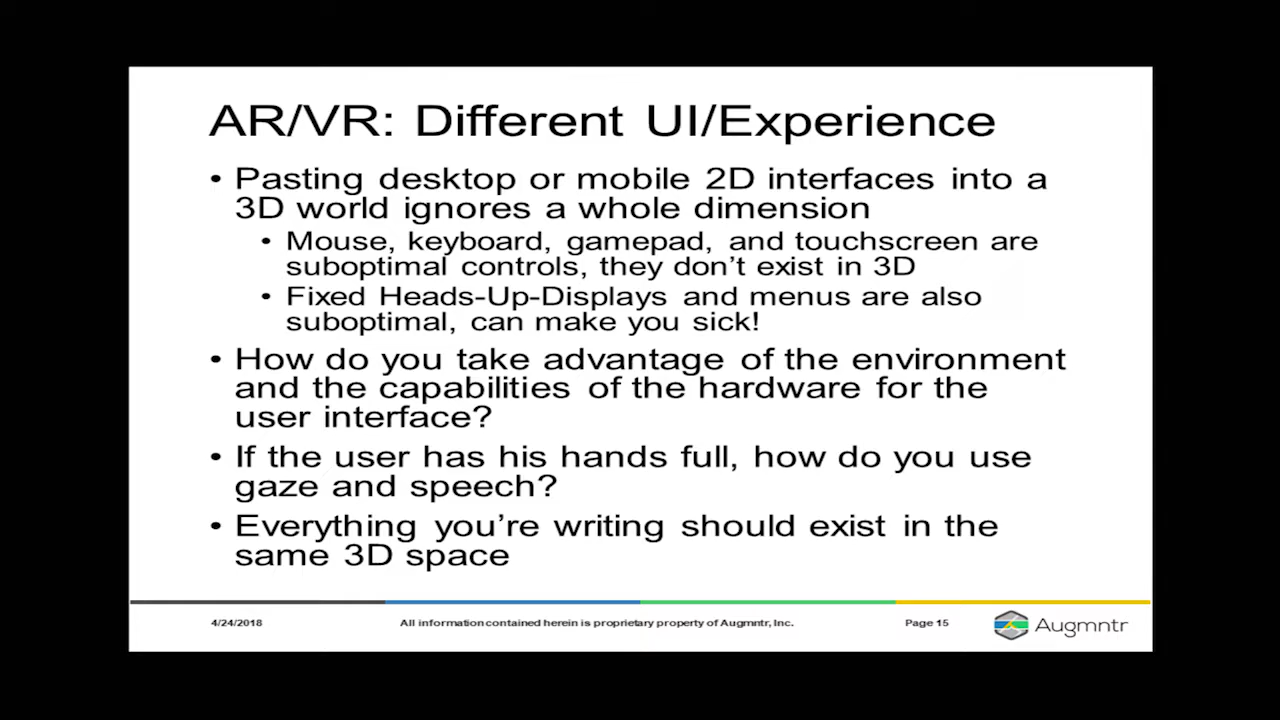 AR/VR: Different UI/Experience
• Pasting desktop or mobile 2D interfaces into a
3D world ignores a whole dimension
• Mouse, keyboard, gamepad, and touchscreen are
suboptimal controls, they don’t exist in 3D
• Fixed Heads-Up-Displays and menus are also
suboptimal, can make you sick!
• How do you take advantage of the environment
and the capabilities of the hardware for the
user interface?
• If the user has his hands full, how do you use
gaze and speech?
• Everything you’re writing should exist in the
same 3D space
4/24/2018 All information contained herein is proprietary property of Augmntr, Inc. Page 15 Augmntr